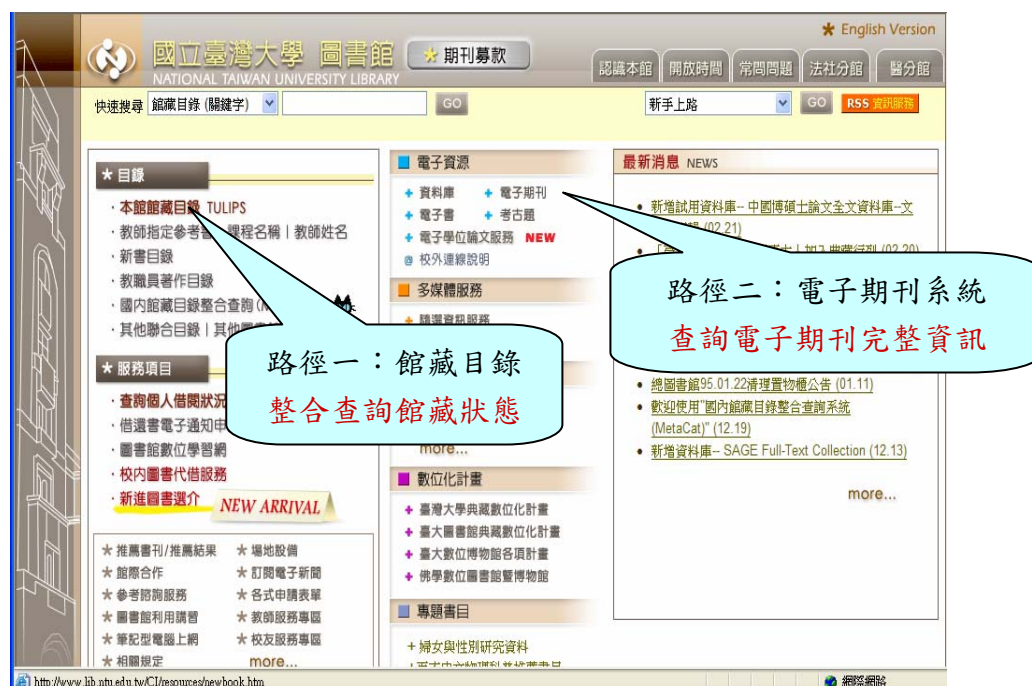 English Version
國立臺灣大學 圖書館
期刊募款
NATIONAL TAIWAN UNIVERSITY LIBRARY
認識本館 開放時間 常問問題 法社分館 醫分館
快速搜尋 館藏目錄 (關鍵字) GO 新手上路 GO RSS 資訊服務
目錄
‧本館館藏目錄 TULIPS
‧教師指定參考書 課程名稱 | 教師姓名
‧新書目錄
‧教職員著作目錄
‧國內館藏目錄整合查詢
‧其他聯合目錄 |
路徑一：館藏目錄
整合查詢館藏狀態
服務項目
‧查詢個人借閱狀況
‧借還書電子通知申
‧圖書館數位學習網
‧校內圖書代借服務
‧新進圖書選介
NEW ARRIVAL
推薦書刊/推薦結果 場地設備
館際合作 訂閱電子新聞
參考諮詢服務 各式申請表單
圖書館利用講習 教師服務專區
筆記型電腦上網 校友服務專區
相關規定 more...
電子資源
資料庫 電子期刊
電子書 考古題
電子學位論文服務 NEW
校外連線說明
多媒體服務
精選資訊服務
more...
數位化計畫
臺灣大學典藏數位化計畫
臺大圖書館典藏數位化計畫
臺大數位博物館各項計畫
佛學數位圖書館暨博物館
專題書目
+ 婦女與性別研究資料
最新消息 NEWS
新增試用資料庫-- 中國博碩士論文全文資料庫--文
(02.21)
加入典藏行列 (02.20)
路徑二：電子期刊系統
查詢電子期刊完整資訊
總圖書館95.01.22清理置物櫃公告 (01.11)
歡迎使用"國內館藏目錄整合查詢系統
(MetaCat)" (12.19)
新增資料庫-- SAGE Full-Text Collection (12.13)
more...
http://www.lib.ntu.edu.tw/CI/resources/newbook.htm 網際網路